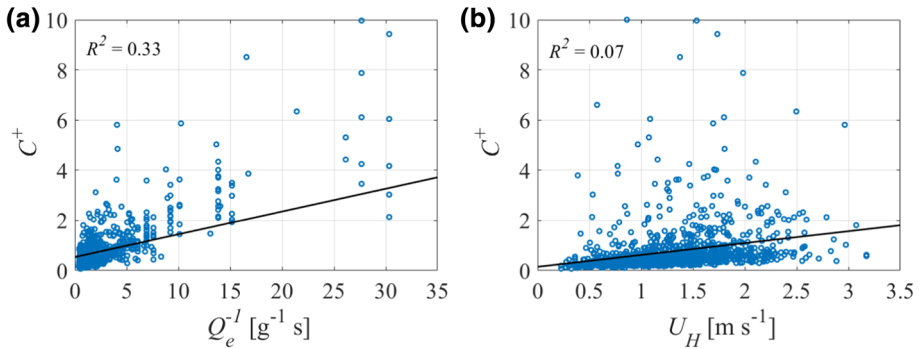 (a)
R² = 0.33
C⁺
10
8
6
4
2
0
0 5 10 15 20 25 30 35
Qₑ⁻¹ [g⁻¹ s]
(b)
R² = 0.07
C⁺
10
8
6
4
2
0
0 0.5 1 1.5 2 2.5 3 3.5
U_H [m s⁻¹]